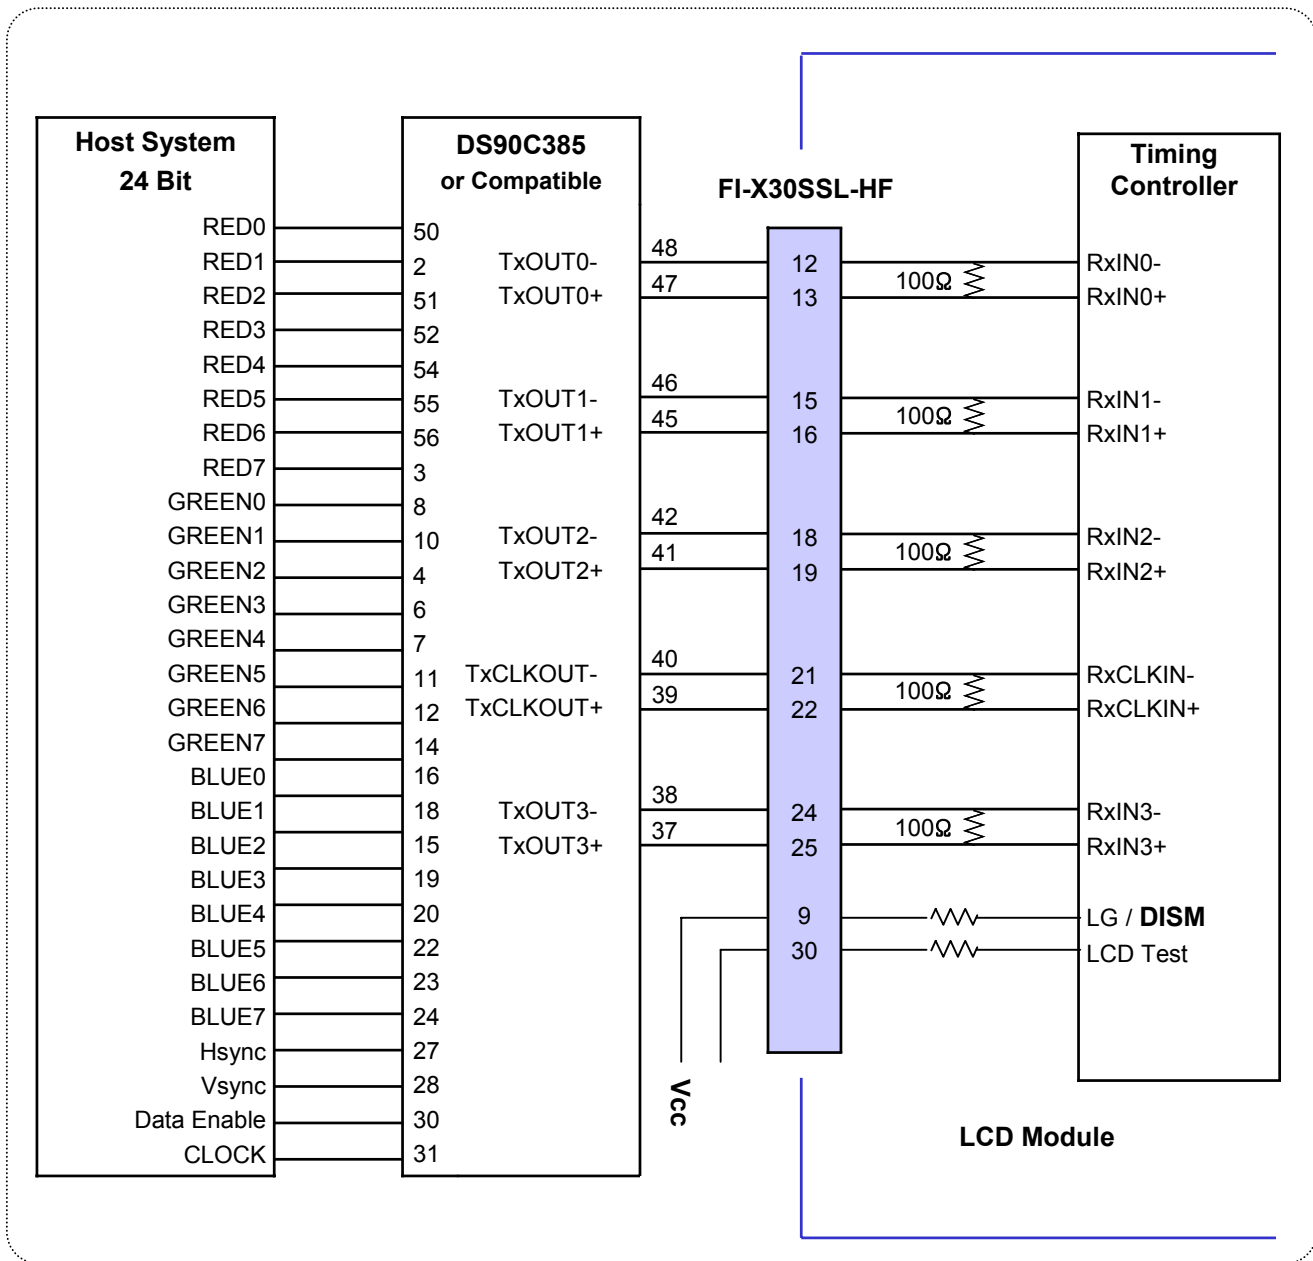 Host System
24 Bit
RED0
RED1
RED2
RED3
RED4
RED5
RED6
RED7
GREEN0
GREEN1
GREEN2
GREEN3
GREEN4
GREEN5
GREEN6
GREEN7
BLUE0
BLUE1
BLUE2
BLUE3
BLUE4
BLUE5
BLUE6
BLUE7
Hsync
Vsync
Data Enable
CLOCK
DS90C385
or Compatible
50
2
51
52
54
55
56
3
8
10
4
6
7
11
12
14
16
18
15
19
20
22
23
24
27
28
30
31
TxOUT0-
TxOUT0+
TxOUT1-
TxOUT1+
TxOUT2-
TxOUT2+
TxCLKOUT-
TxCLKOUT+
TxOUT3-
TxOUT3+
48
47
46
45
42
41
40
39
38
37
Vcc
FI-X30SSL-HF
12
13
15
16
18
19
21
22
24
25
9
30
100Ω
100Ω
100Ω
100Ω
100Ω
Timing
Controller
RxIN0-
RxIN0+
RxIN1-
RxIN1+
RxIN2-
RxIN2+
RxCLKIN-
RxCLKIN+
RxIN3-
RxIN3+
LG / DISM
LCD Test
LCD Module